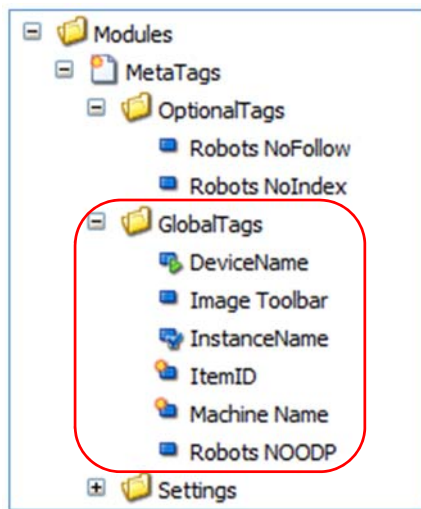 Modules
MetaTags
OptionalTags
Robots NoFollow
Robots NoIndex
GlobalTags
DeviceName
Image Toolbar
InstanceName
ItemID
Machine Name
Robots NOODP
Settings